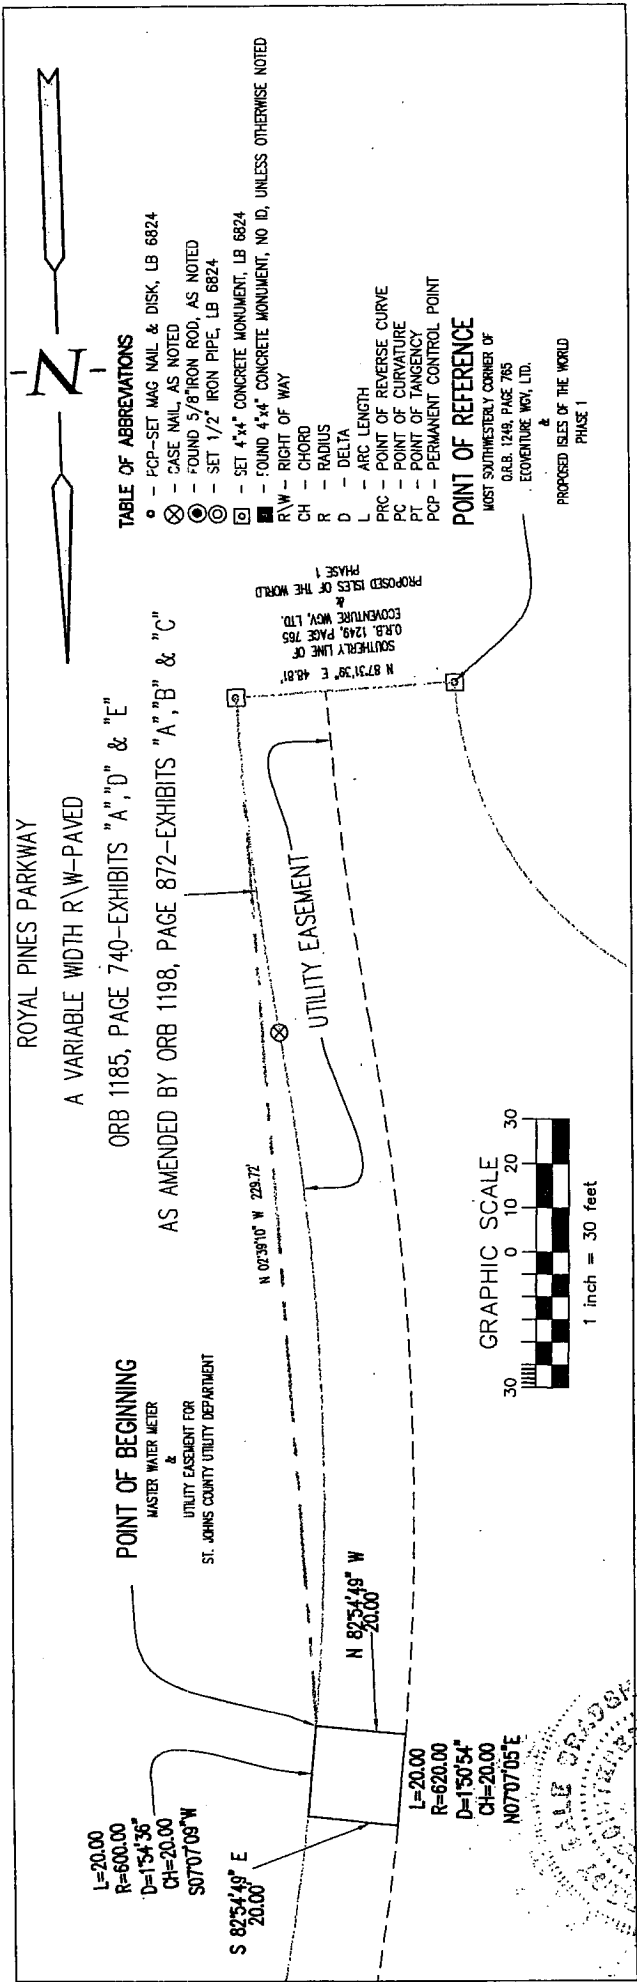 ROYAL PINES PARKWAY
A VARIABLE WIDTH R\W-PAVED
ORB 1185, PAGE 740-EXHIBITS "A","D" & "E"
AS AMENDED BY ORB 1198, PAGE 872-EXHIBITS "A","B" & "C"
N
TABLE OF ABBREVIATIONS
- PCP-SET MAG NAIL & DISK, LB 6824
- CASE NAIL, AS NOTED
- FOUND 5/8"IRON ROD, AS NOTED
- SET 1/2" IRON PIPE, LB 6824
- SET 4"x4" CONCRETE MONUMENT, LB 6824
- FOUND 4"x4" CONCRETE MONUMENT, NO ID, UNLESS OTHERWISE NOTED
R\W - RIGHT OF WAY
CH - CHORD
R - RADIUS
D - DELTA
L - ARC LENGTH
PRC - POINT OF REVERSE CURVE
PC - POINT OF CURVATURE
PT - POINT OF TANGENCY
PCP - PERMANENT CONTROL POINT
POINT OF REFERENCE
MOST SOUTHWESTERLY CORNER OF
O.R.B. 1249, PAGE 765
ECOVENTURE WGV, LTD.
&
PROPOSED ISLES OF THE WORLD
PHASE 1
N 87°31'39" E 48.81'
SOUTHERLY LINE OF
O.R.B. 1249, PAGE 765
ECOVENTURE WGV, LTD.
&
PROPOSED ISLES OF THE WORLD
PHASE 1
UTILITY EASEMENT
N 02°39'10" W 229.72'
POINT OF BEGINNING
MASTER WATER METER
&
UTILITY EASEMENT FOR
ST. JOHNS COUNTY UTILITY DEPARTMENT
L=20.00
R=600.00
D=1°54'36"
CH=20.00
S07°07'09"W
S 82°54'49" E
20.00'
N 82°54'49" W
20.00'
L=20.00
R=620.00
D=1°50'54"
CH=20.00
N07°07'05"E
GRAPHIC SCALE
30 0 10 20 30
1 inch = 30 feet